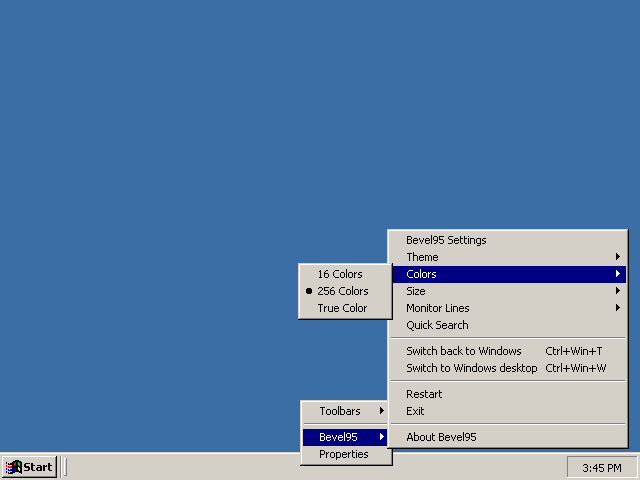 Bevel95 Settings
Theme
Colors
Size
Monitor Lines
Quick Search
Switch back to Windows Ctrl+Win+T
Switch to Windows desktop Ctrl+Win+W
Restart
Exit
About Bevel95
16 Colors
256 Colors
True Color
Toolbars
Bevel95
Properties
Start
3:45 PM